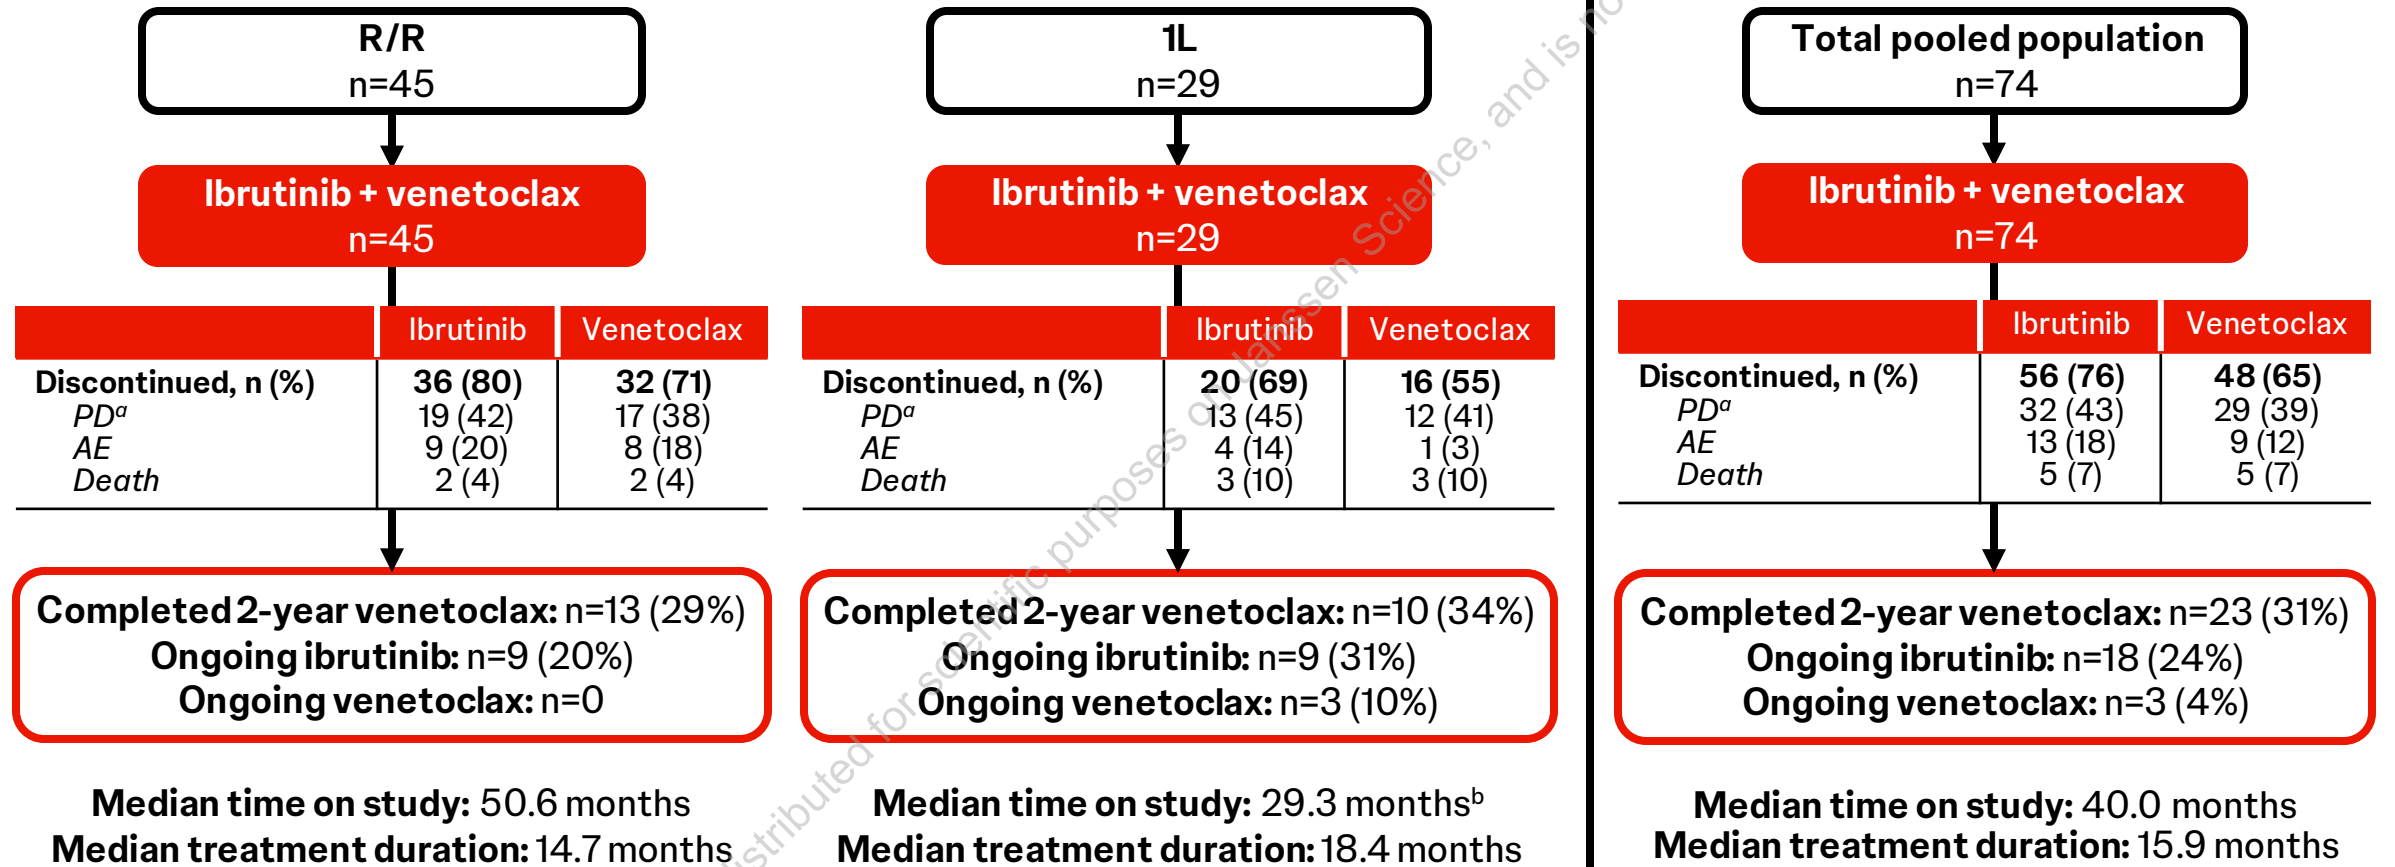 R/R
n=45
Ibrutinib + venetoclax
n=45
Ibrutinib Venetoclax
Discontinued, n (%) 36 (80) 32 (71)
PDa 19 (42) 17 (38)
AE 9 (20) 8 (18)
Death 2 (4) 2 (4)
Completed 2-year venetoclax: n=13 (29%)
Ongoing ibrutinib: n=9 (20%)
Ongoing venetoclax: n=0
Median time on study: 50.6 months
Median treatment duration: 14.7 months
1L
n=29
Ibrutinib + venetoclax
n=29
Ibrutinib Venetoclax
Discontinued, n (%) 20 (69) 16 (55)
PDa 13 (45) 12 (41)
AE 4 (14) 1 (3)
Death 3 (10) 3 (10)
Completed 2-year venetoclax: n=10 (34%)
Ongoing ibrutinib: n=9 (31%)
Ongoing venetoclax: n=3 (10%)
Median time on study: 29.3 monthsb
Median treatment duration: 18.4 months
Total pooled population
n=74
Ibrutinib + venetoclax
n=74
Ibrutinib Venetoclax
Discontinued, n (%) 56 (76) 48 (65)
PDa 32 (43) 29 (39)
AE 13 (18) 9 (12)
Death 5 (7) 5 (7)
Completed 2-year venetoclax: n=23 (31%)
Ongoing ibrutinib: n=18 (24%)
Ongoing venetoclax: n=3 (4%)
Median time on study: 40.0 months
Median treatment duration: 15.9 months
for scientific purposes on Janssen Science, and is